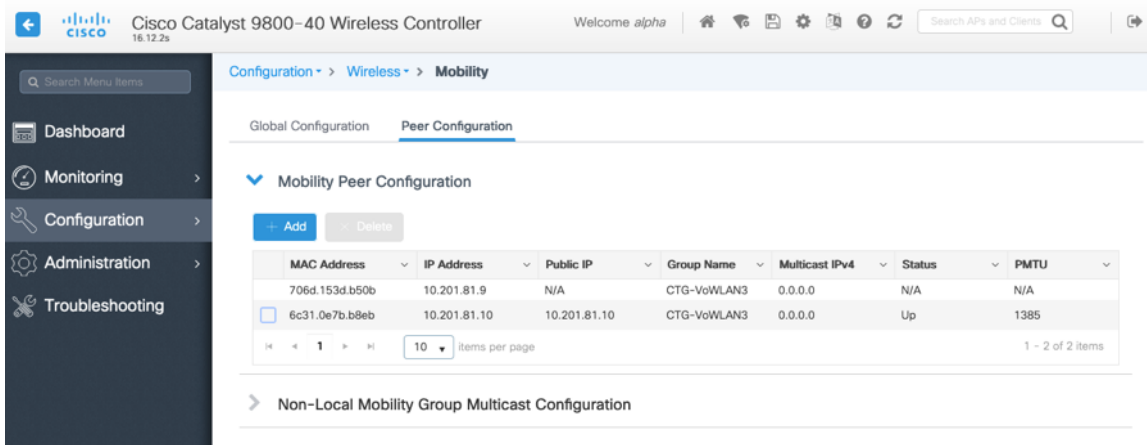 Cisco Catalyst 9800-40 Wireless Controller
CISCO
16.12.2s
Welcome alpha
Search APs and Clients
Search Menu Items
Dashboard
Monitoring
Configuration
Administration
Troubleshooting
Configuration > Wireless > Mobility
Global Configuration Peer Configuration
Mobility Peer Configuration
+ Add × Delete
MAC Address IP Address Public IP Group Name Multicast IPv4 Status PMTU
706d.153d.b50b 10.201.81.9 N/A CTG-VoWLAN3 0.0.0.0 N/A N/A
6c31.0e7b.b8eb 10.201.81.10 10.201.81.10 CTG-VoWLAN3 0.0.0.0 Up 1385
1 10 items per page 1 - 2 of 2 items
Non-Local Mobility Group Multicast Configuration